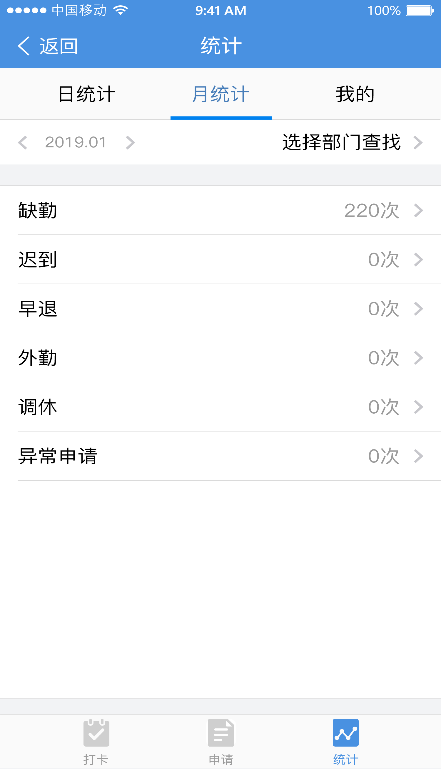 中国移动 9:41 AM 100%
返回 统计
日统计 月统计 我的
2019.01 选择部门查找
缺勤 220次
迟到 0次
早退 0次
外勤 0次
调休 0次
异常申请 0次
打卡 申请 统计